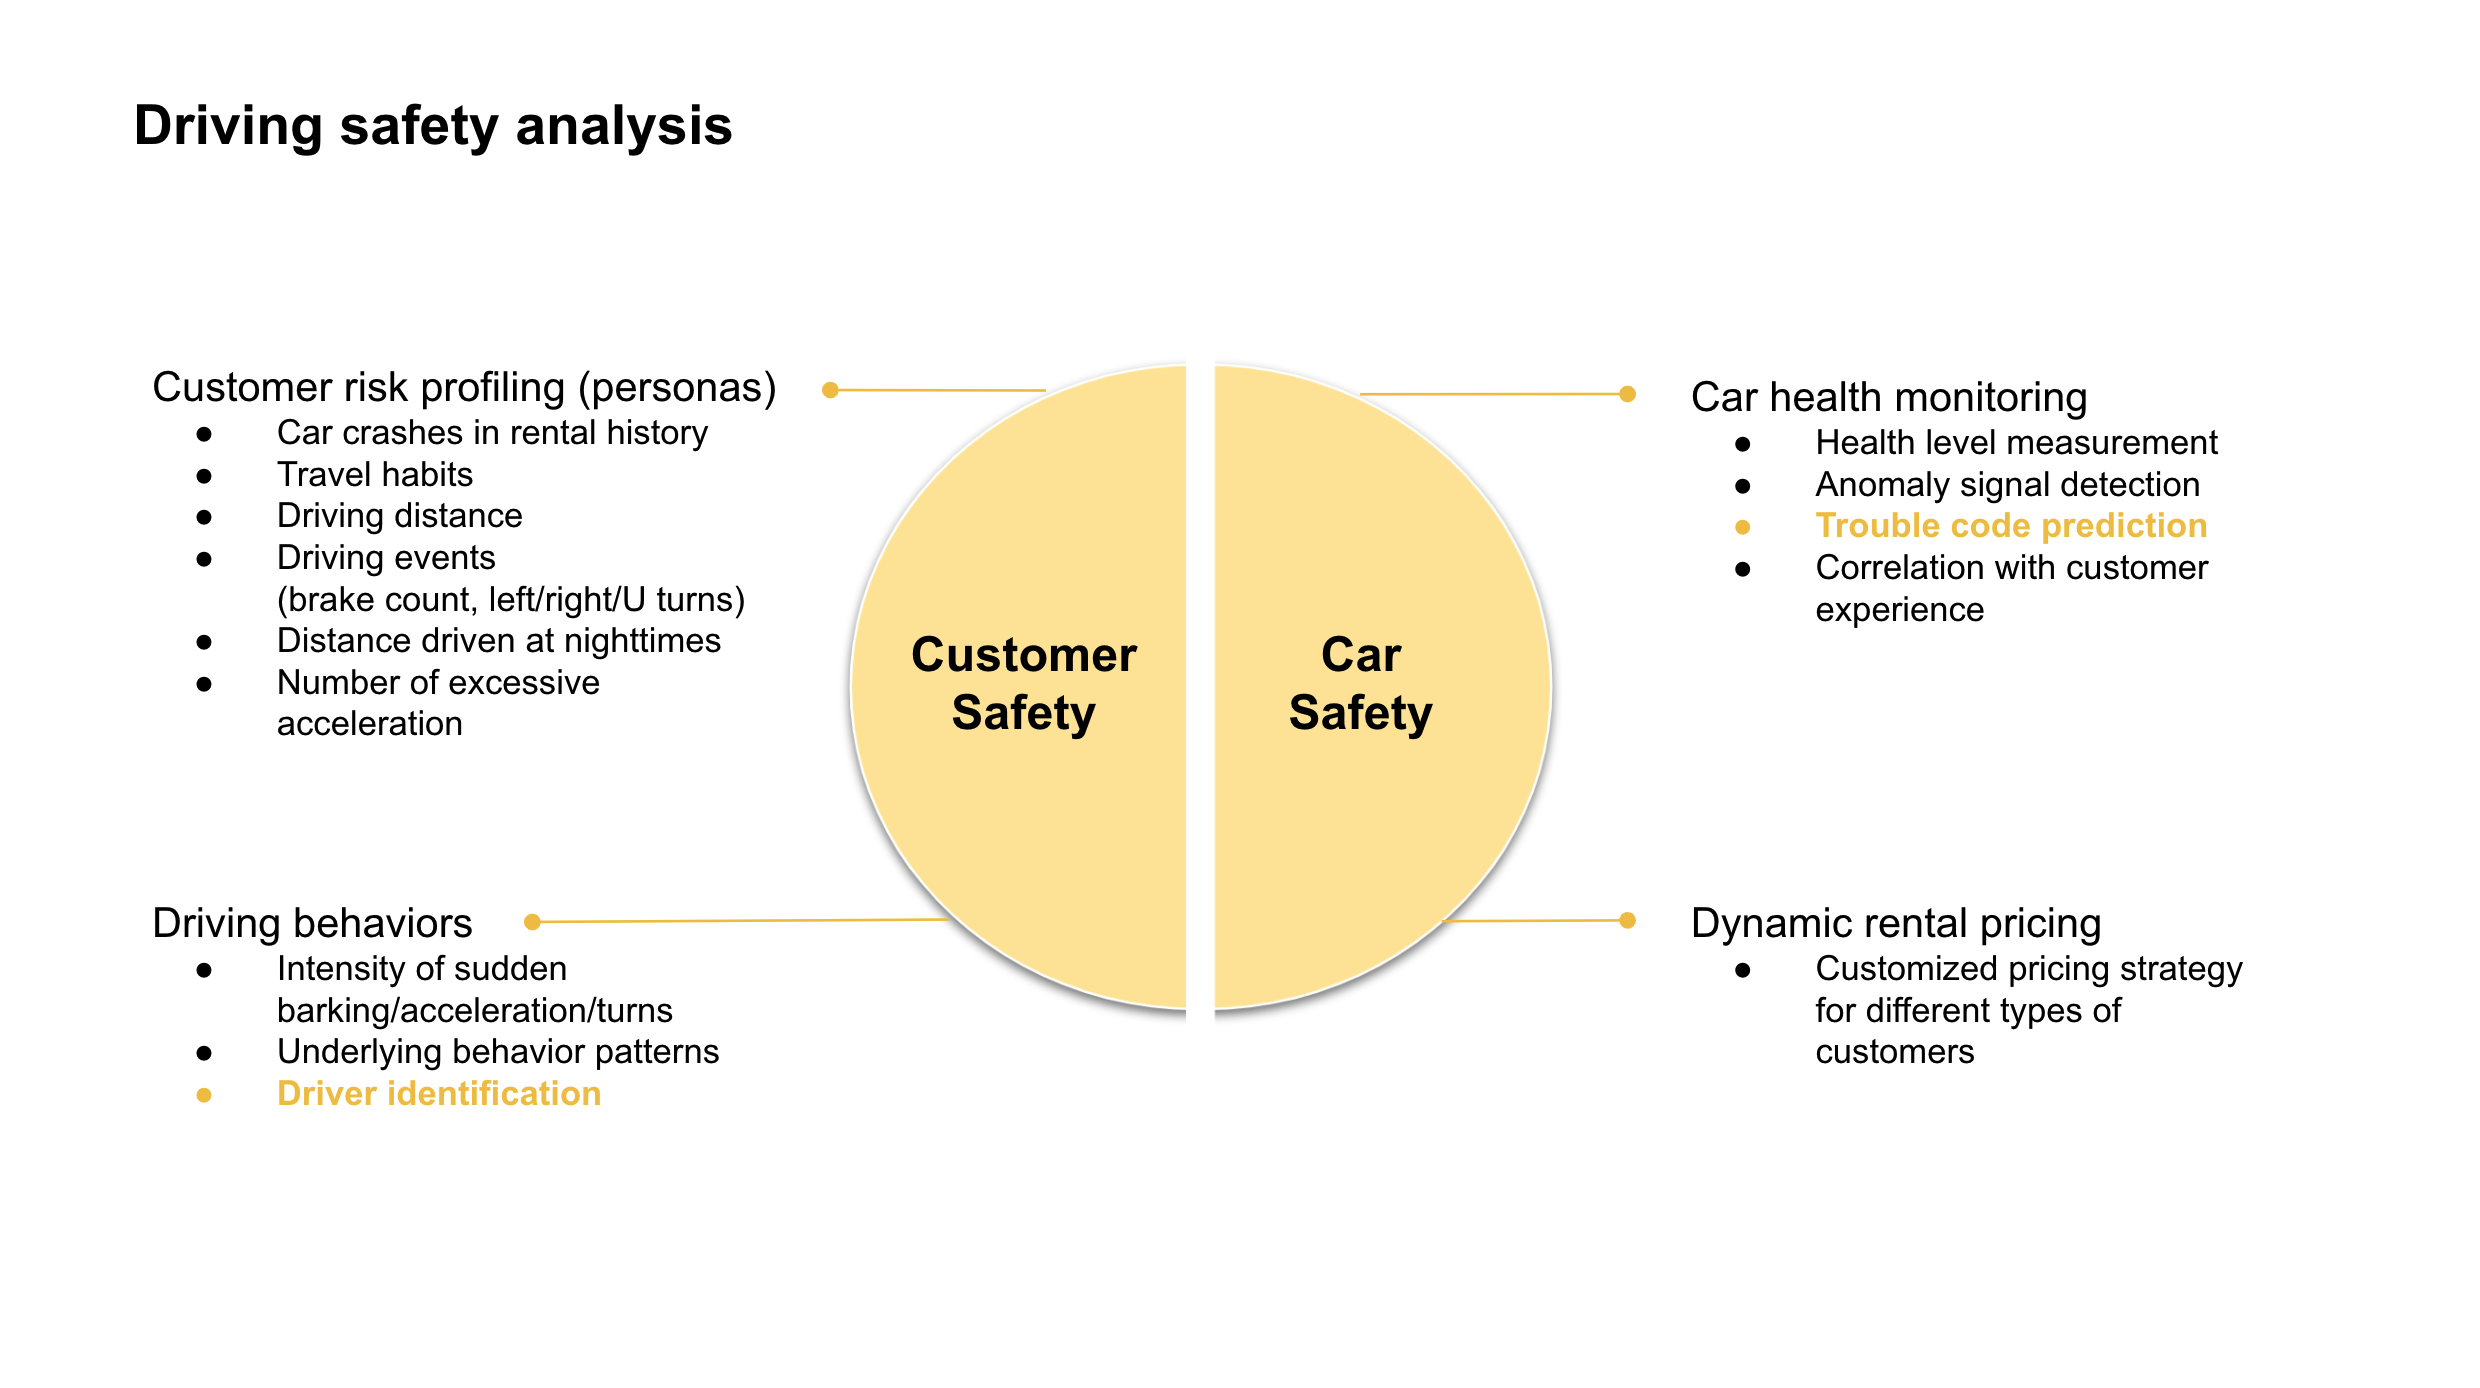 Driving safety analysis
Customer risk profiling (personas)
● Car crashes in rental history
● Travel habits
● Driving distance
● Driving events
(brake count, left/right/U turns)
● Distance driven at nighttimes
● Number of excessive
acceleration
Driving behaviors
● Intensity of sudden
barking/acceleration/turns
● Underlying behavior patterns
● Driver identification
Customer
Safety
Car
Safety
Car health monitoring
● Health level measurement
● Anomaly signal detection
● Trouble code prediction
● Correlation with customer
experience
Dynamic rental pricing
● Customized pricing strategy
for different types of
customers